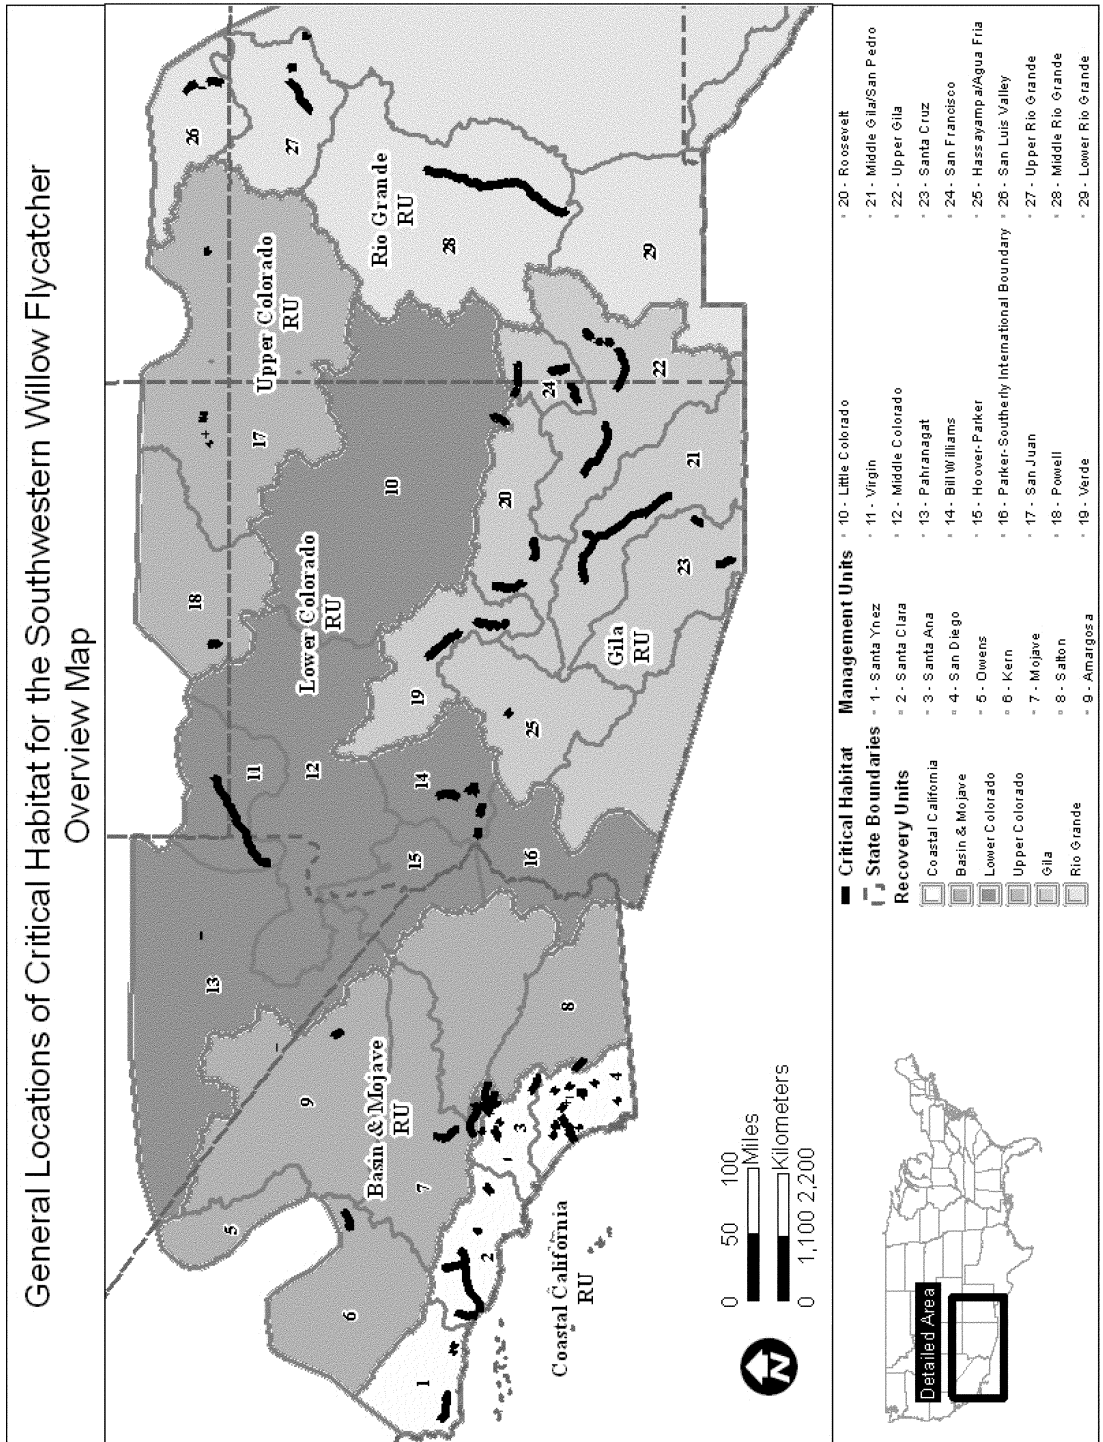 General Locations of Critical Habitat for the Southwestern Willow Flycatcher
Overview Map
26
27
Rio Grande
RU
28
29
Upper Colorado
RU
17
18
10
Lower Colorado
RU
11
12
13
14
15
16
19
20
21
22
23
24
25
Gila
RU
Basin & Mojave
RU
5
6
7
8
9
Coastal California
RU
1
2
3
4
0 50 100
Miles
Kilometers
0 1,100 2,200
N
Detailed Area
Critical Habitat
State Boundaries
Recovery Units
Coastal California
Basin & Mojave
Lower Colorado
Upper Colorado
Gila
Rio Grande
Management Units
1 - Santa Ynez
2 - Santa Clara
3 - Santa Ana
4 - San Diego
5 - Owens
6 - Kern
7 - Mojave
8 - Salton
9 - Amargosa
10 - Little Colorado
11 - Virgin
12 - Middle Colorado
13 - Pahranagat
14 - Bill Williams
15 - Hoover-Parker
16 - Parker-Southerly International Boundary
17 - San Juan
18 - Powell
19 - Verde
20 - Roosevelt
21 - Middle Gila/San Pedro
22 - Upper Gila
23 - Santa Cruz
24 - San Francisco
25 - Hassayampa/Agua Fria
26 - San Luis Valley
27 - Upper Rio Grande
28 - Middle Rio Grande
29 - Lower Rio Grande